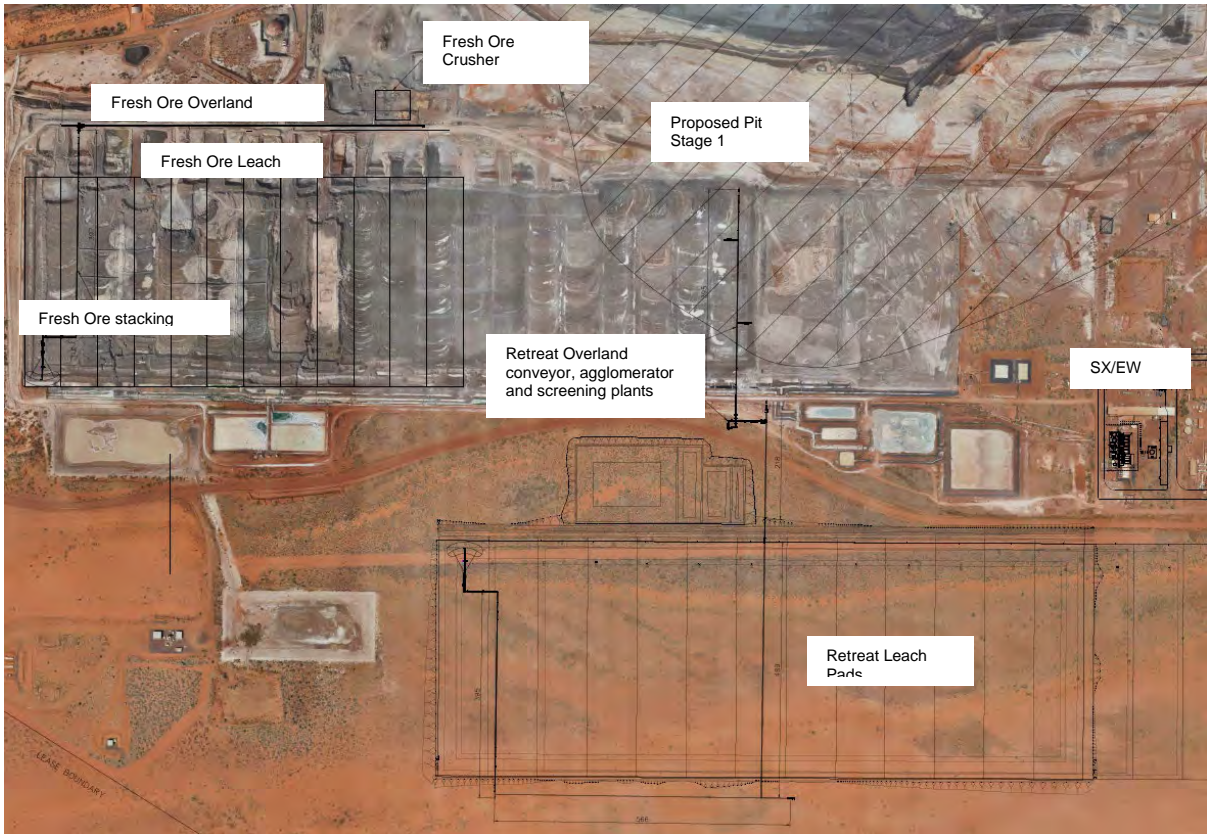 Fresh Ore
Crusher
Fresh Ore Overland
Proposed Pit
Stage 1
Fresh Ore Leach
Fresh Ore stacking
Retreat Overland
conveyor, agglomerator
and screening plants
SX/EW
Retreat Leach
Pads
LEASE BOUNDARY
566